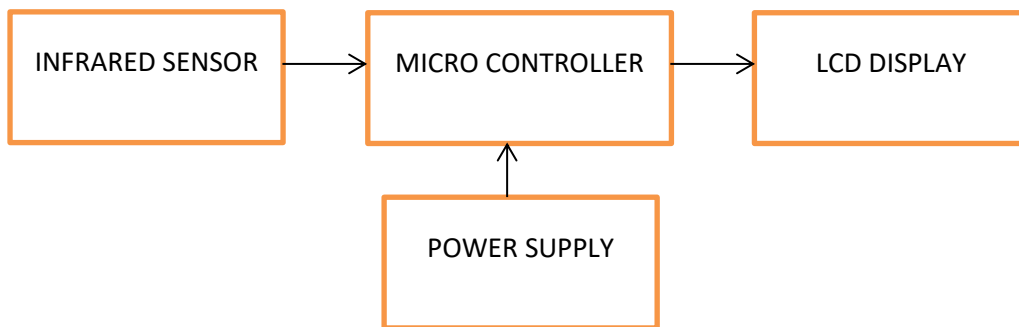 INFRARED SENSOR
MICRO CONTROLLER
LCD DISPLAY
POWER SUPPLY